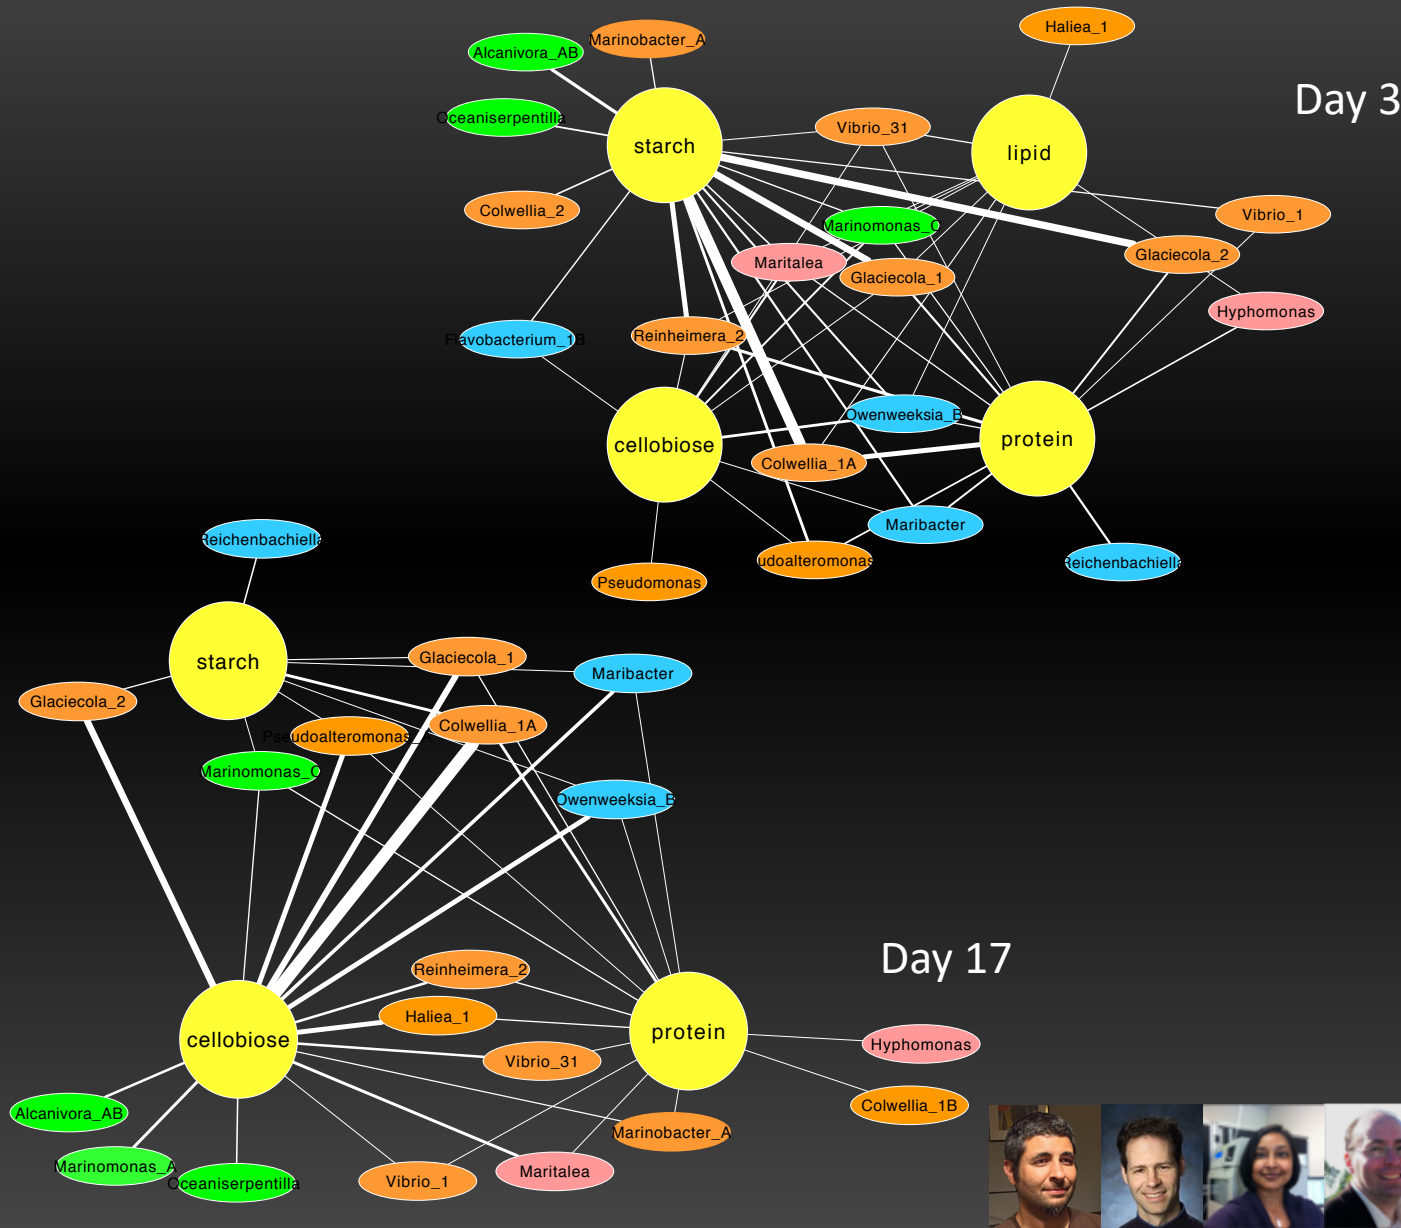 Haliea_1
Marinobacter_A
Alcanivora_AB
Day 3
Oceaniserpentilla
Vibrio_31
starch
lipid
Colwellia_2
Vibrio_1
Marinomonas_C
Glaciecola_2
Maritalea
Glaciecola_1
Hyphomonas
Flavobacterium_1B
Reinheimera_2
Owenweeksia_B
protein
cellobiose
Colwellia_1A
Maribacter
udoalteromonas
Reichenbachiella
Pseudomonas
Reichenbachiella
starch
Glaciecola_1
Maribacter
Glaciecola_2
Colwellia_1A
Pseudoalteromonas_A
Marinomonas_C
Owenweeksia_B
Day 17
Reinheimera_2
Haliea_1
protein
cellobiose
Hyphomonas
Vibrio_31
Colwellia_1B
Alcanivora_AB
Marinobacter_A
Marinomonas_A
Maritalea
Vibrio_1
Oceaniserpentilla